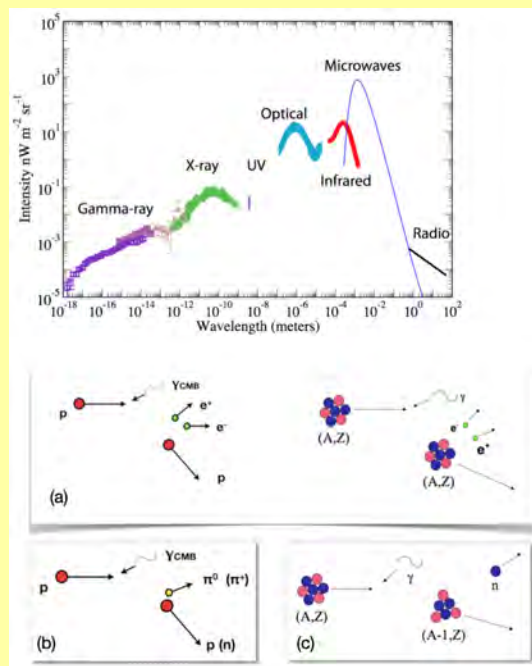 10^5
10^3
10^1
10^-1
10^-3
10^-5
Intensity nW m^-2 sr^-1
Microwaves
Optical
X-ray
UV
Infrared
Gamma-ray
Radio
10^-18 10^-16 10^-14 10^-12 10^-10 10^-8 10^-6 10^-4 10^-2 10^0 10^2
Wavelength (meters)
p
γCMB
e⁺
e⁻
p
(a)
(A,Z)
γ
e⁻
e⁺
(A,Z)
p
γCMB
π⁰ (π⁺)
p (n)
(b)
(A,Z)
γ
n
(A-1,Z)
(c)